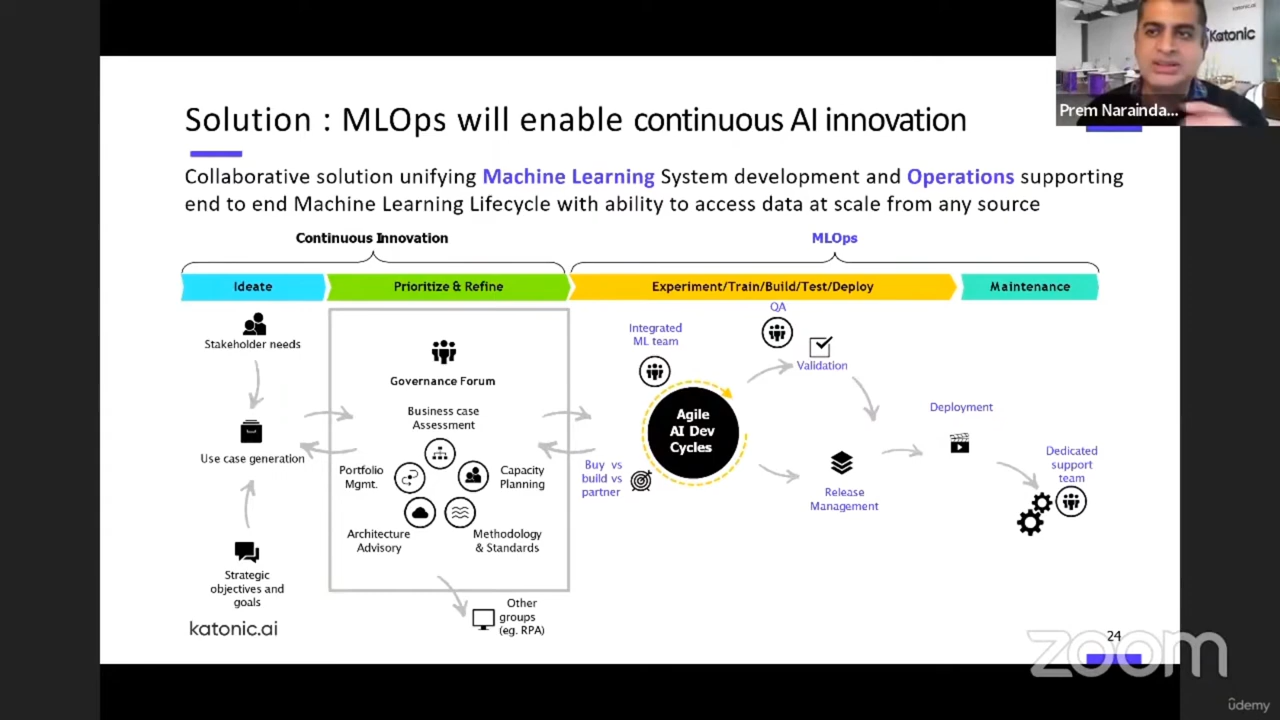 Katonic
Prem Narainda...
Solution : MLOps will enable continuous AI innovation
Collaborative solution unifying Machine Learning System development and Operations supporting
end to end Machine Learning Lifecycle with ability to access data at scale from any source
Continuous Innovation
MLOps
Ideate
Prioritize & Refine
Experiment/Train/Build/Test/Deploy
Maintenance
Stakeholder needs
Use case generation
Strategic
objectives and
goals
Governance Forum
Business case
Assessment
Portfolio
Mgmt.
Capacity
Planning
Architecture
Advisory
Methodology
& Standards
Other
groups
(eg. RPA)
Integrated
ML team
Agile
AI Dev
Cycles
Buy vs
build vs
partner
QA
Validation
Release
Management
Deployment
Dedicated
support
team
katonic.ai
24
zoom
udemy